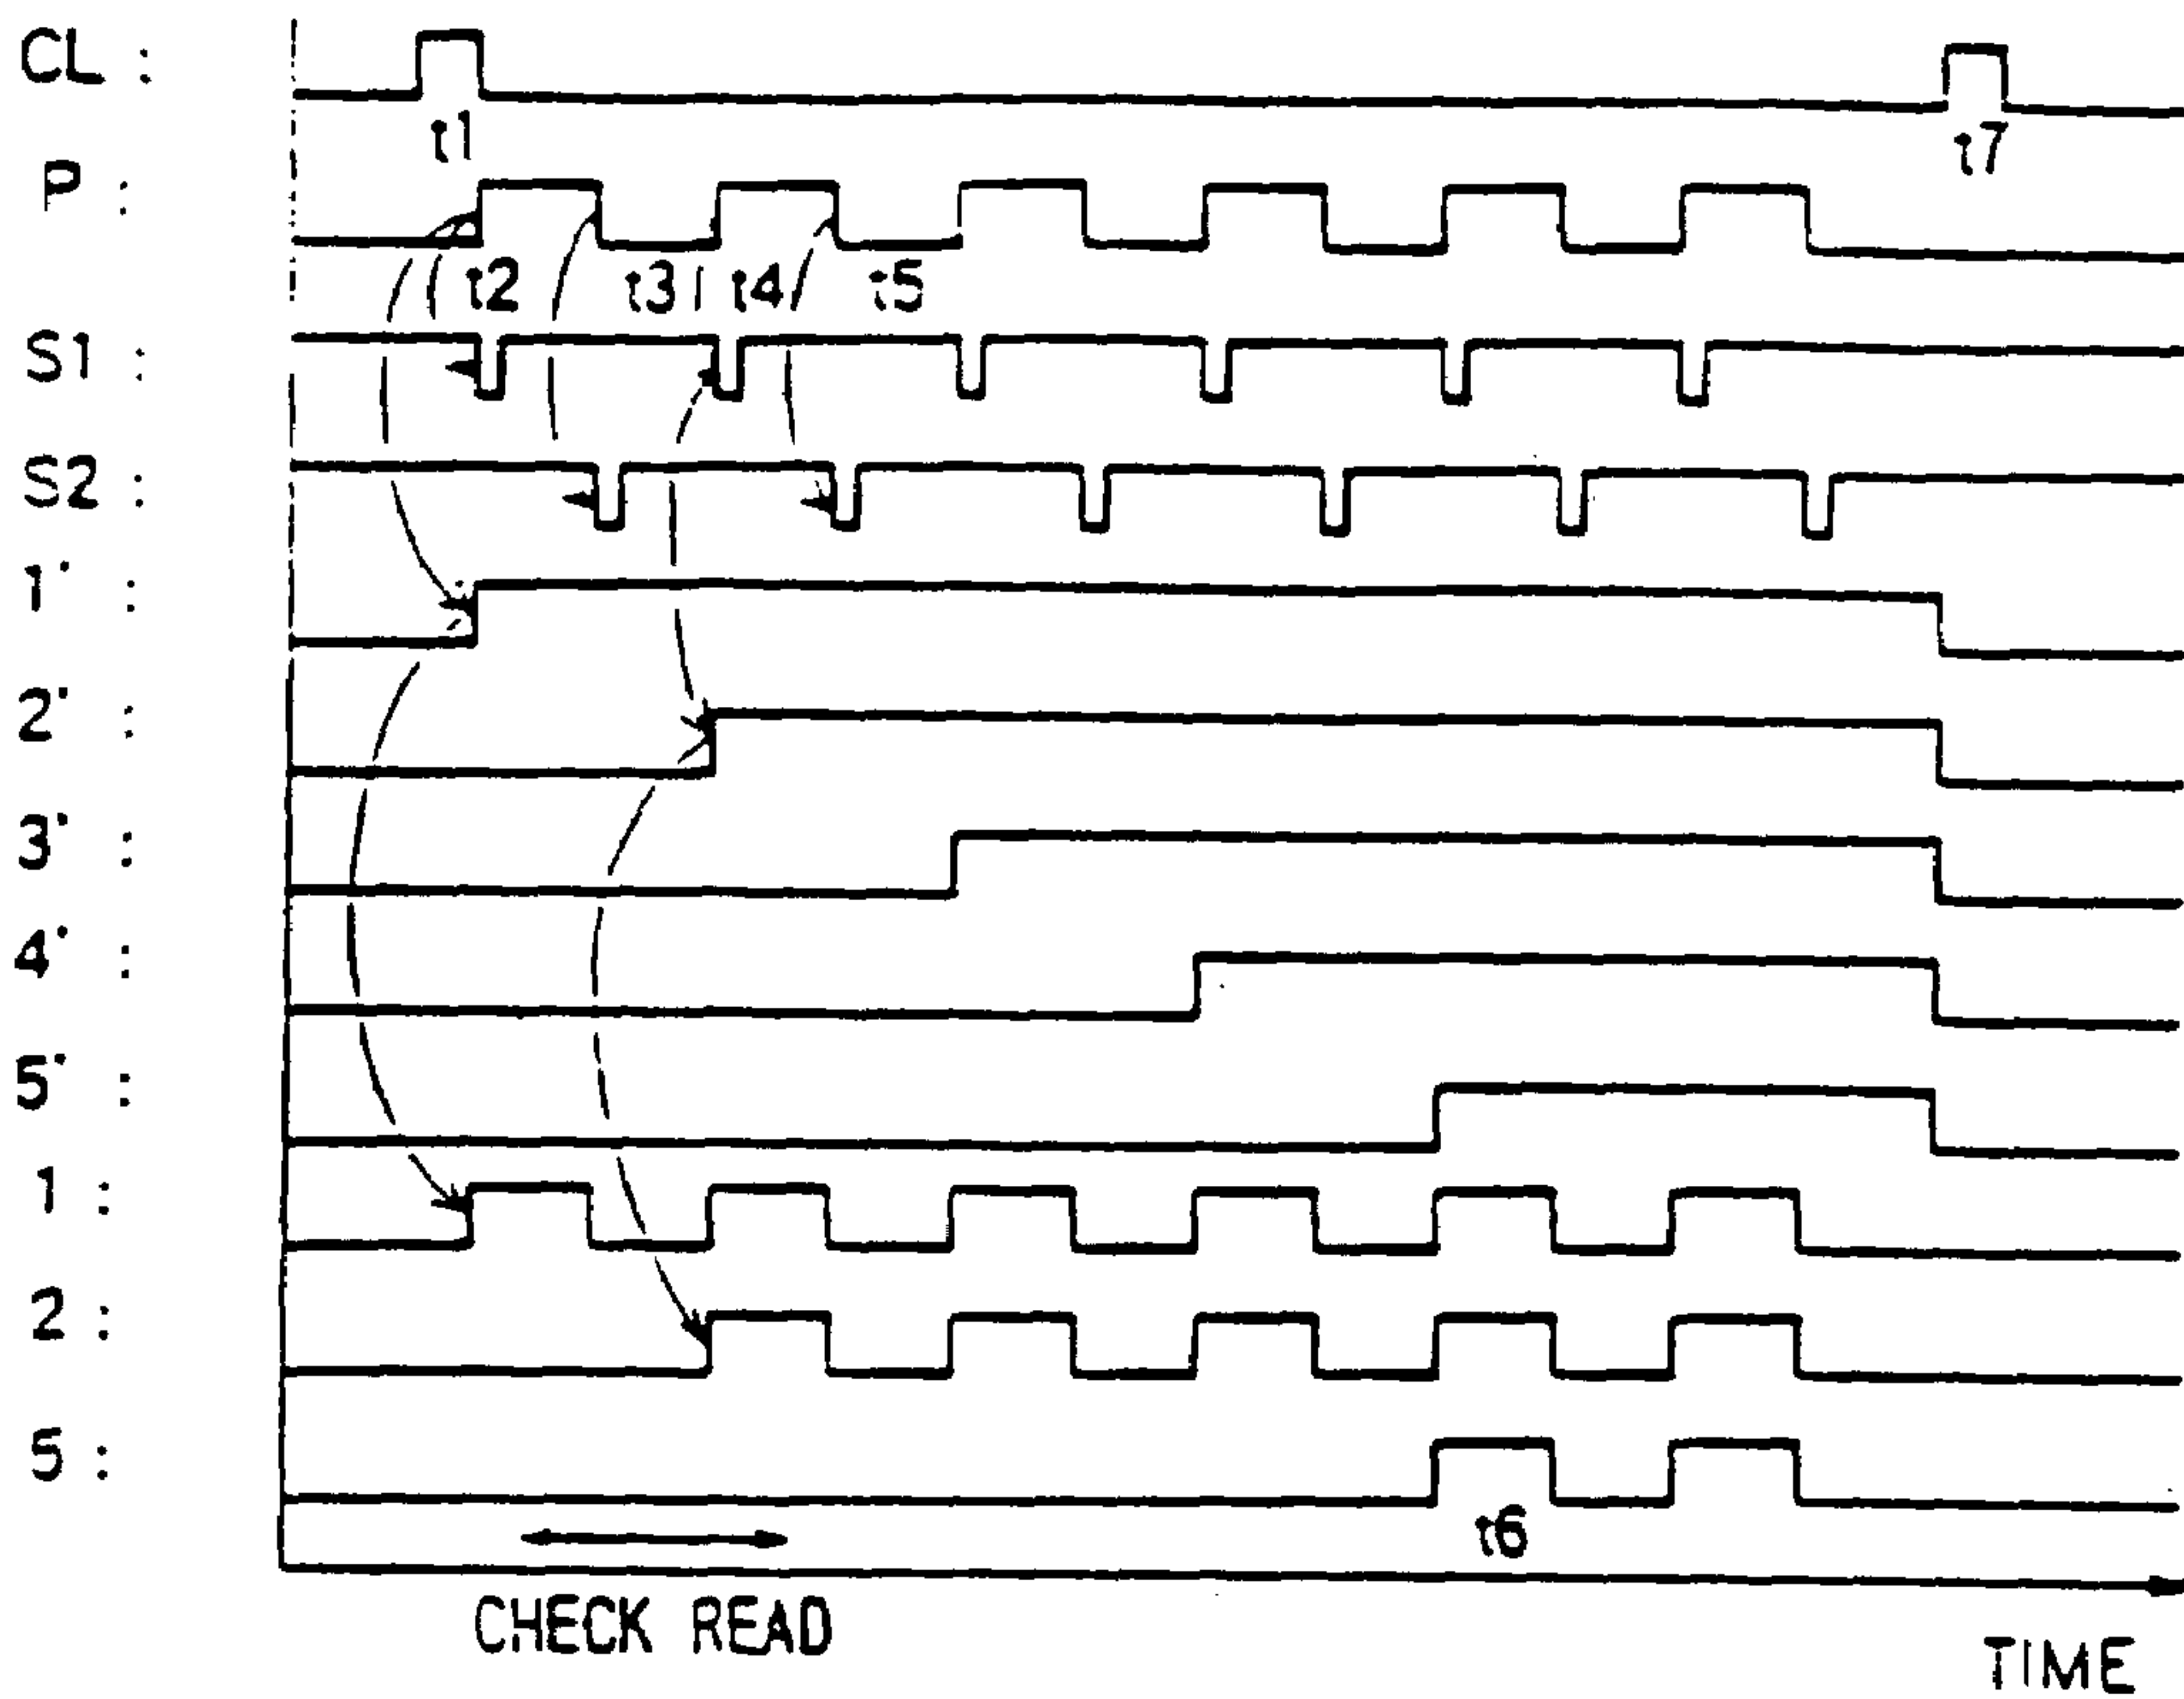 CL :
t1
t7
P :
t2 t3 t4 t5
S1 :
S2 :
1' :
2' :
3' :
4' :
5' :
1 :
2 :
5 :
t6
CHECK READ
TIME